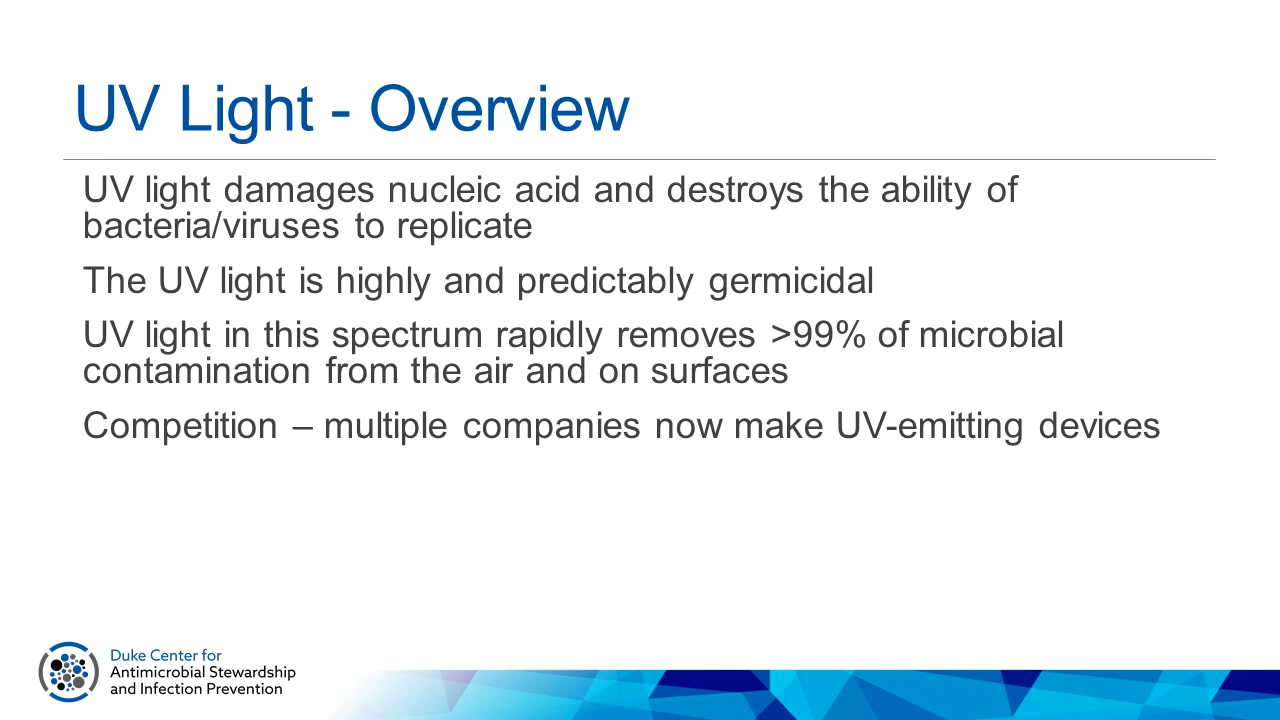 UV Light - Overview
UV light damages nucleic acid and destroys the ability of
bacteria/viruses to replicate
The UV light is highly and predictably germicidal
UV light in this spectrum rapidly removes >99% of microbial
contamination from the air and on surfaces
Competition – multiple companies now make UV-emitting devices
Duke Center for
Antimicrobial Stewardship
and Infection Prevention